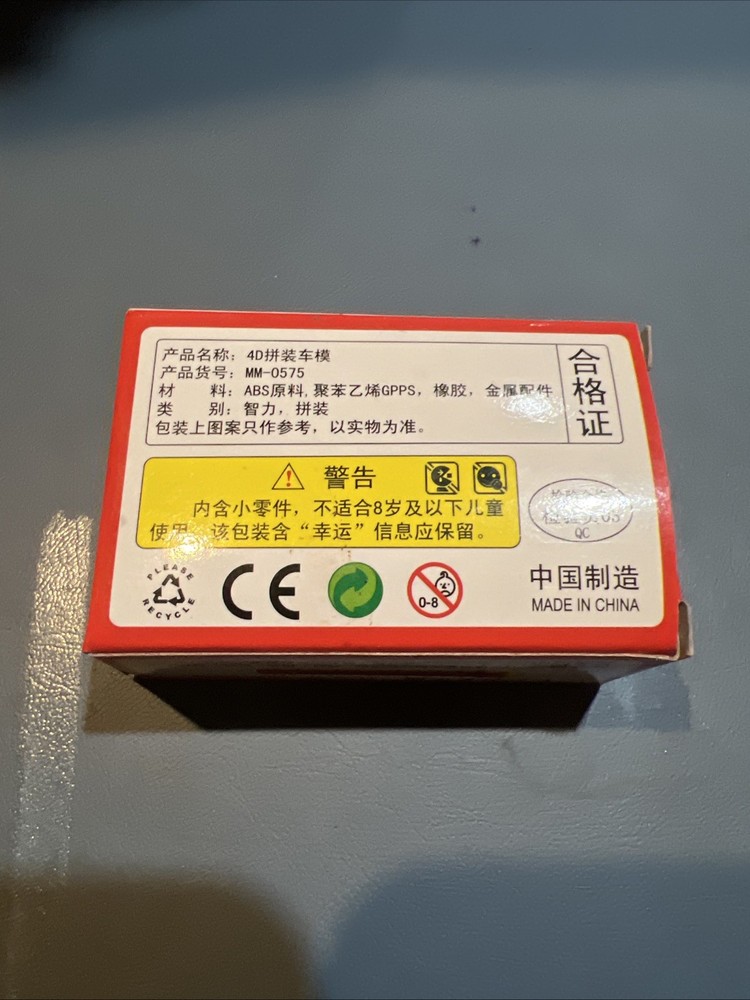 产品名称：4D拼装车模
产品货号：MM-0575
材 料：ABS原料,聚苯乙烯GPPS，橡胶，金属配件
类 别：智力，拼装
包装上图案只作参考，以实物为准。
合格证
警告
内含小零件，不适合8岁及以下儿童
使用 该包装含“幸运”信息应保留。
检验员03
QC
PLEASE
RECYCLE
CE
0-8
中国制造
MADE IN CHINA